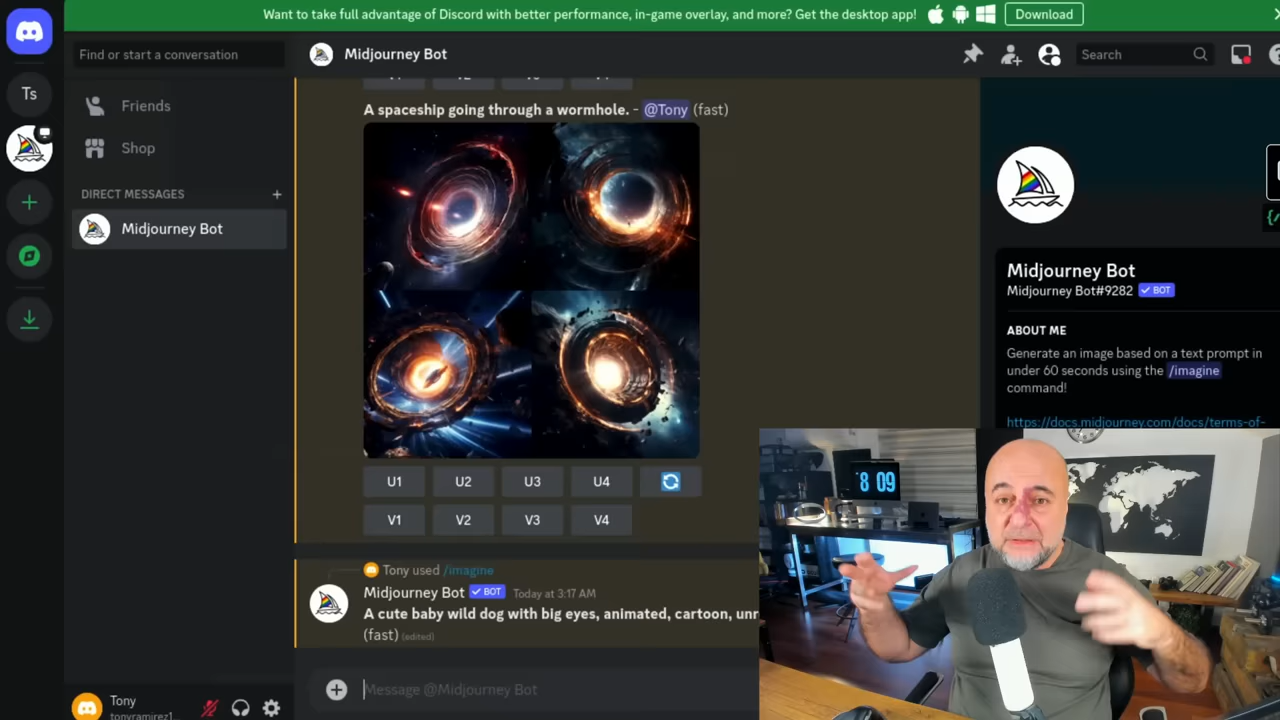 Want to take full advantage of Discord with better performance, in-game overlay, and more? Get the desktop app!
Download
Find or start a conversation
Midjourney Bot
Search
Ts
Friends
Shop
DIRECT MESSAGES
Midjourney Bot
A spaceship going through a wormhole. - @Tony (fast)
U1 U2 U3 U4
V1 V2 V3 V4
Tony used /imagine
Midjourney Bot BOT Today at 3:17 AM
A cute baby wild dog with big eyes, animated, cartoon,
(fast) (edited)
Message @Midjourney Bot
Tony
tonyramirez1...
Midjourney Bot
Midjourney Bot#9282 BOT
ABOUT ME
Generate an image based on a text prompt in
under 60 seconds using the /imagine
command!
https://docs.midjourney.com/docs/terms-of-
8 09